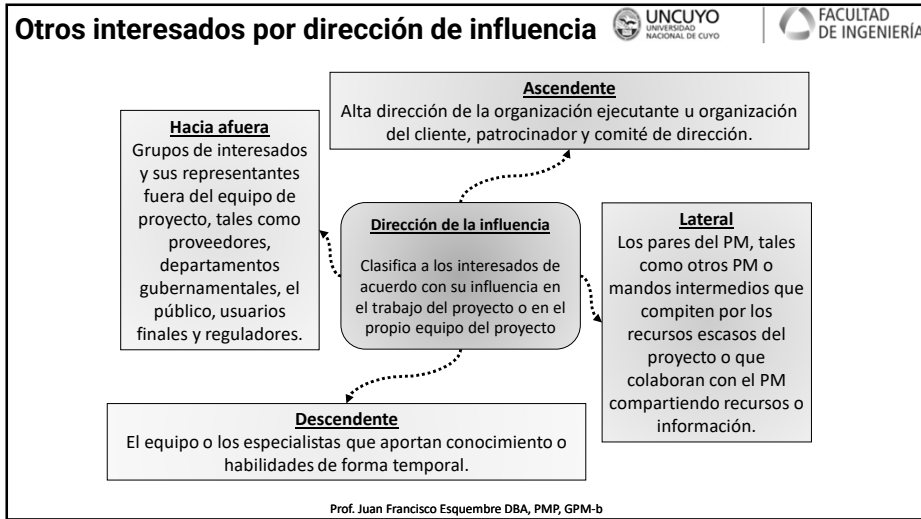 Otros interesados por dirección de influencia
UNCUYO
UNIVERSIDAD
NACIONAL DE CUYO
FACULTAD
DE INGENIERÍA
Ascendente
Alta dirección de la organización ejecutante u organización
del cliente, patrocinador y comité de dirección.
Hacia afuera
Grupos de interesados
y sus representantes
fuera del equipo de
proyecto, tales como
proveedores,
departamentos
gubernamentales, el
público, usuarios
finales y reguladores.
Dirección de la influencia
Clasifica a los interesados de
acuerdo con su influencia en
el trabajo del proyecto o en el
propio equipo del proyecto
Lateral
Los pares del PM, tales
como otros PM o
mandos intermedios que
compiten por los
recursos escasos del
proyecto o que
colaboran con el PM
compartiendo recursos o
información.
Descendente
El equipo o los especialistas que aportan conocimiento o
habilidades de forma temporal.
Prof. Juan Francisco Esquembre DBA, PMP, GPM-b